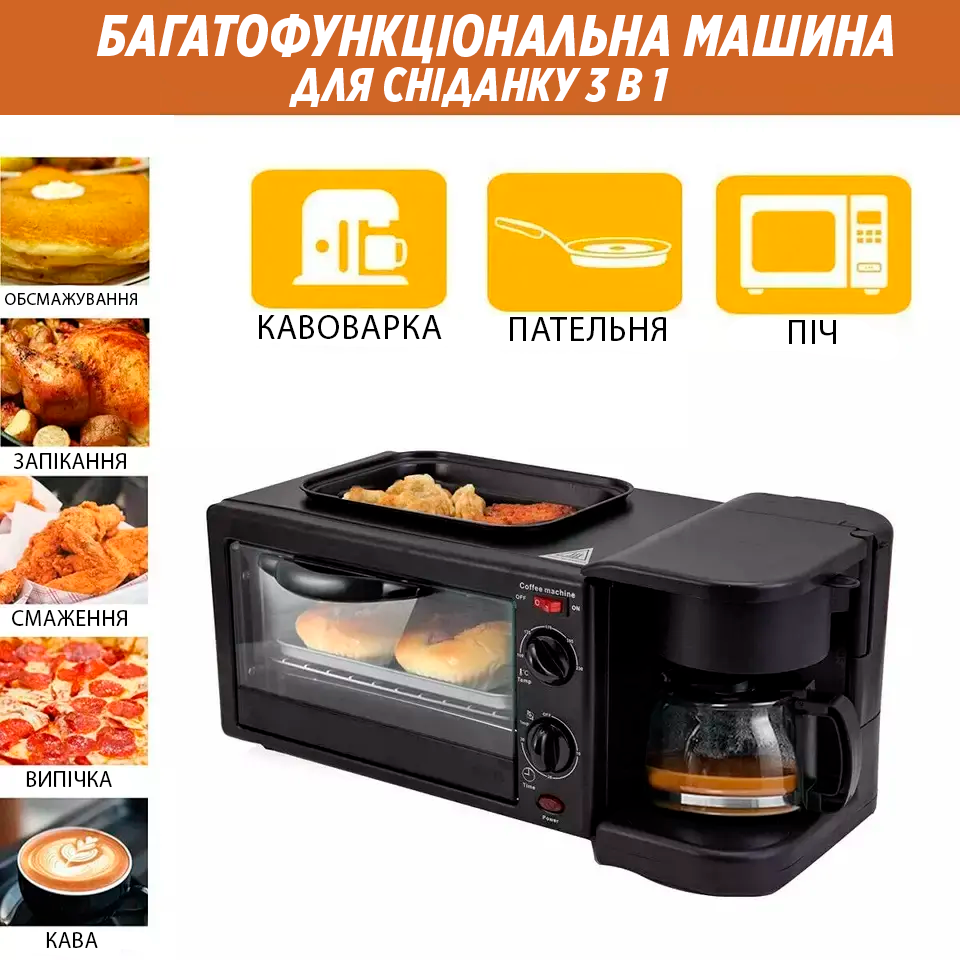 БАГАТОФУНКЦІОНАЛЬНА МАШИНА
ДЛЯ СНІДАНКУ 3 В 1
КАВОВАРКА
ПАТЕЛЬНЯ
ПІЧ
ОБСМАЖУВАННЯ
ЗАПІКАННЯ
СМАЖЕННЯ
ВИПІЧКА
КАВА
Coffee machine
OFF
ON
Temp
OFF
Time
Power